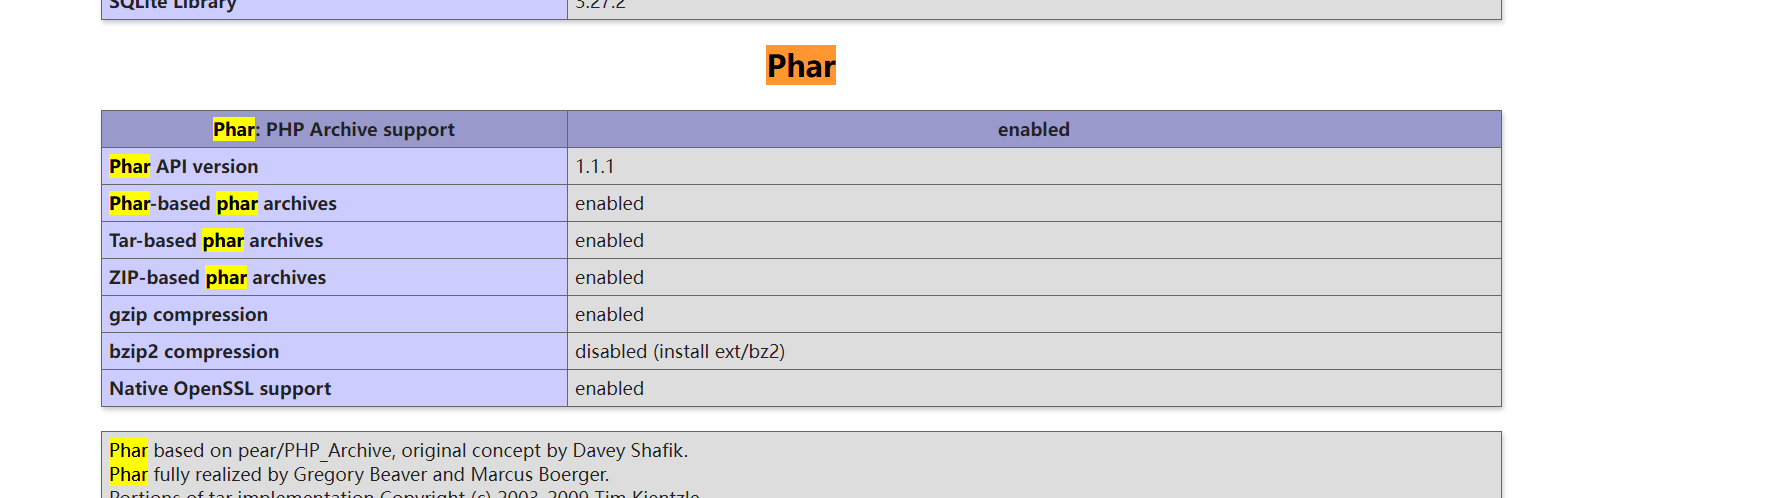 SQLite Library 3.27.2
Phar
Phar: PHP Archive support enabled
Phar API version 1.1.1
Phar-based phar archives enabled
Tar-based phar archives enabled
ZIP-based phar archives enabled
gzip compression enabled
bzip2 compression disabled (install ext/bz2)
Native OpenSSL support enabled
Phar based on pear/PHP_Archive, original concept by Davey Shafik.
Phar fully realized by Gregory Beaver and Marcus Boerger.
Portions of tar implementation Copyright (c) 2003-2009 Tim Kientzle